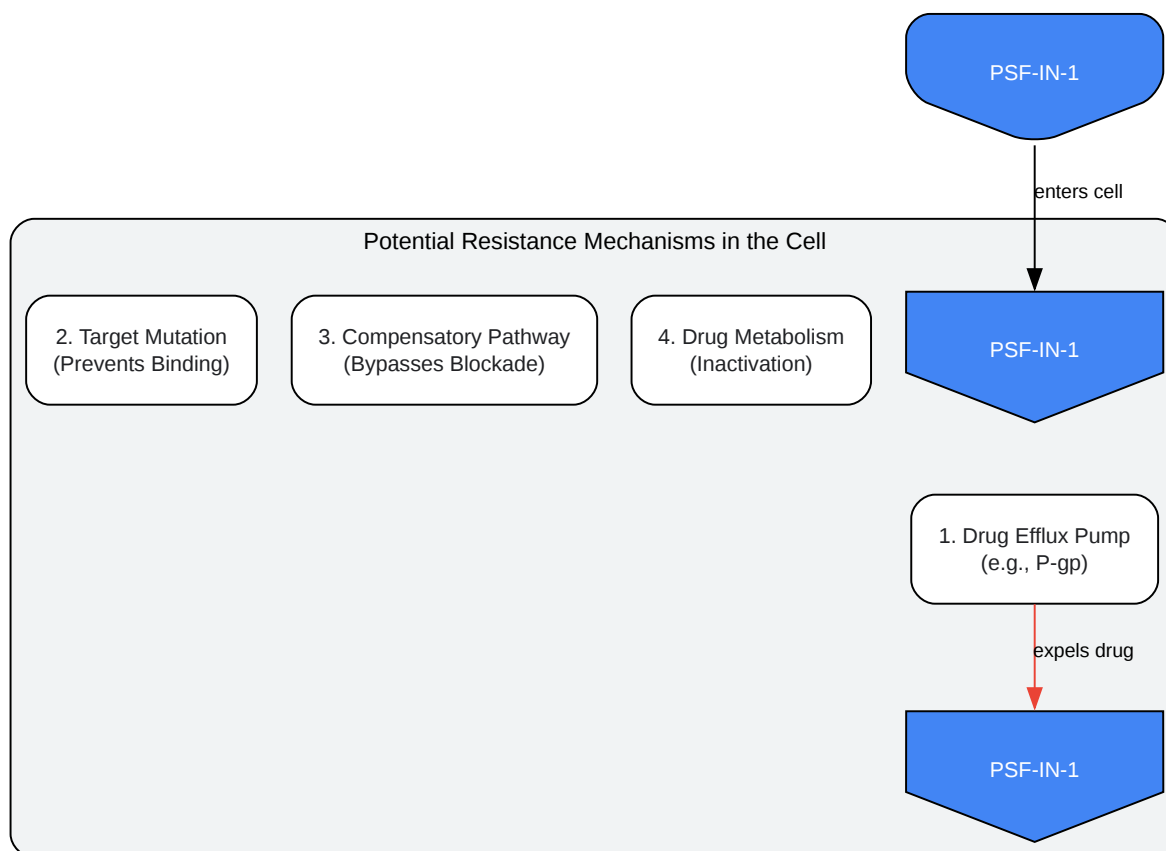 PSF-IN-1
enters cell
Potential Resistance Mechanisms in the Cell
2. Target Mutation
(Prevents Binding)
3. Compensatory Pathway
(Bypasses Blockade)
4. Drug Metabolism
(Inactivation)
PSF-IN-1
1. Drug Efflux Pump
(e.g., P-gp)
expels drug
PSF-IN-1